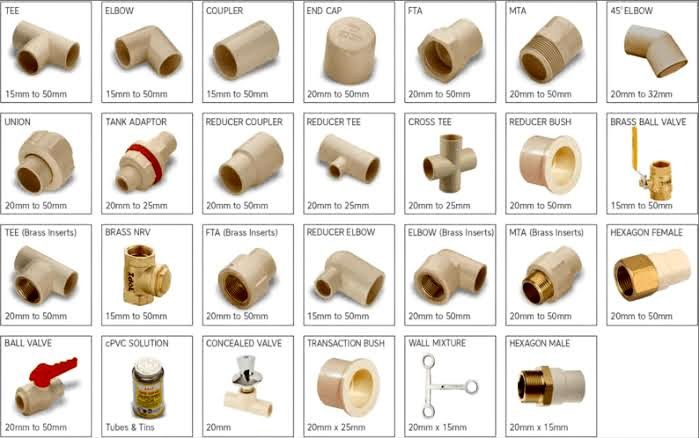 TEE
15mm to 50mm
ELBOW
15mm to 50mm
COUPLER
15mm to 50mm
END CAP
20mm to 50mm
FTA
20mm to 50mm
MTA
20mm to 50mm
45° ELBOW
20mm to 32mm
UNION
20mm to 50mm
TANK ADAPTOR
20mm to 25mm
REDUCER COUPLER
20mm to 50mm
REDUCER TEE
20mm to 25mm
CROSS TEE
20mm to 25mm
REDUCER BUSH
20mm to 50mm
BRASS BALL VALVE
15mm to 50mm
TEE (Brass Inserts)
20mm to 50mm
BRASS NRV
15mm to 50mm
FTA (Brass Inserts)
20mm to 50mm
REDUCER ELBOW
15mm to 50mm
ELBOW (Brass Inserts)
20mm to 50mm
MTA (Brass Inserts)
20mm to 50mm
HEXAGON FEMALE
20mm to 50mm
BALL VALVE
20mm to 50mm
cPVC SOLUTION
Tubes & Tins
CONCEALED VALVE
20mm
TRANSACTION BUSH
20mm x 25mm
WALL MIXTURE
20mm x 15mm
HEXAGON MALE
20mm x 15mm